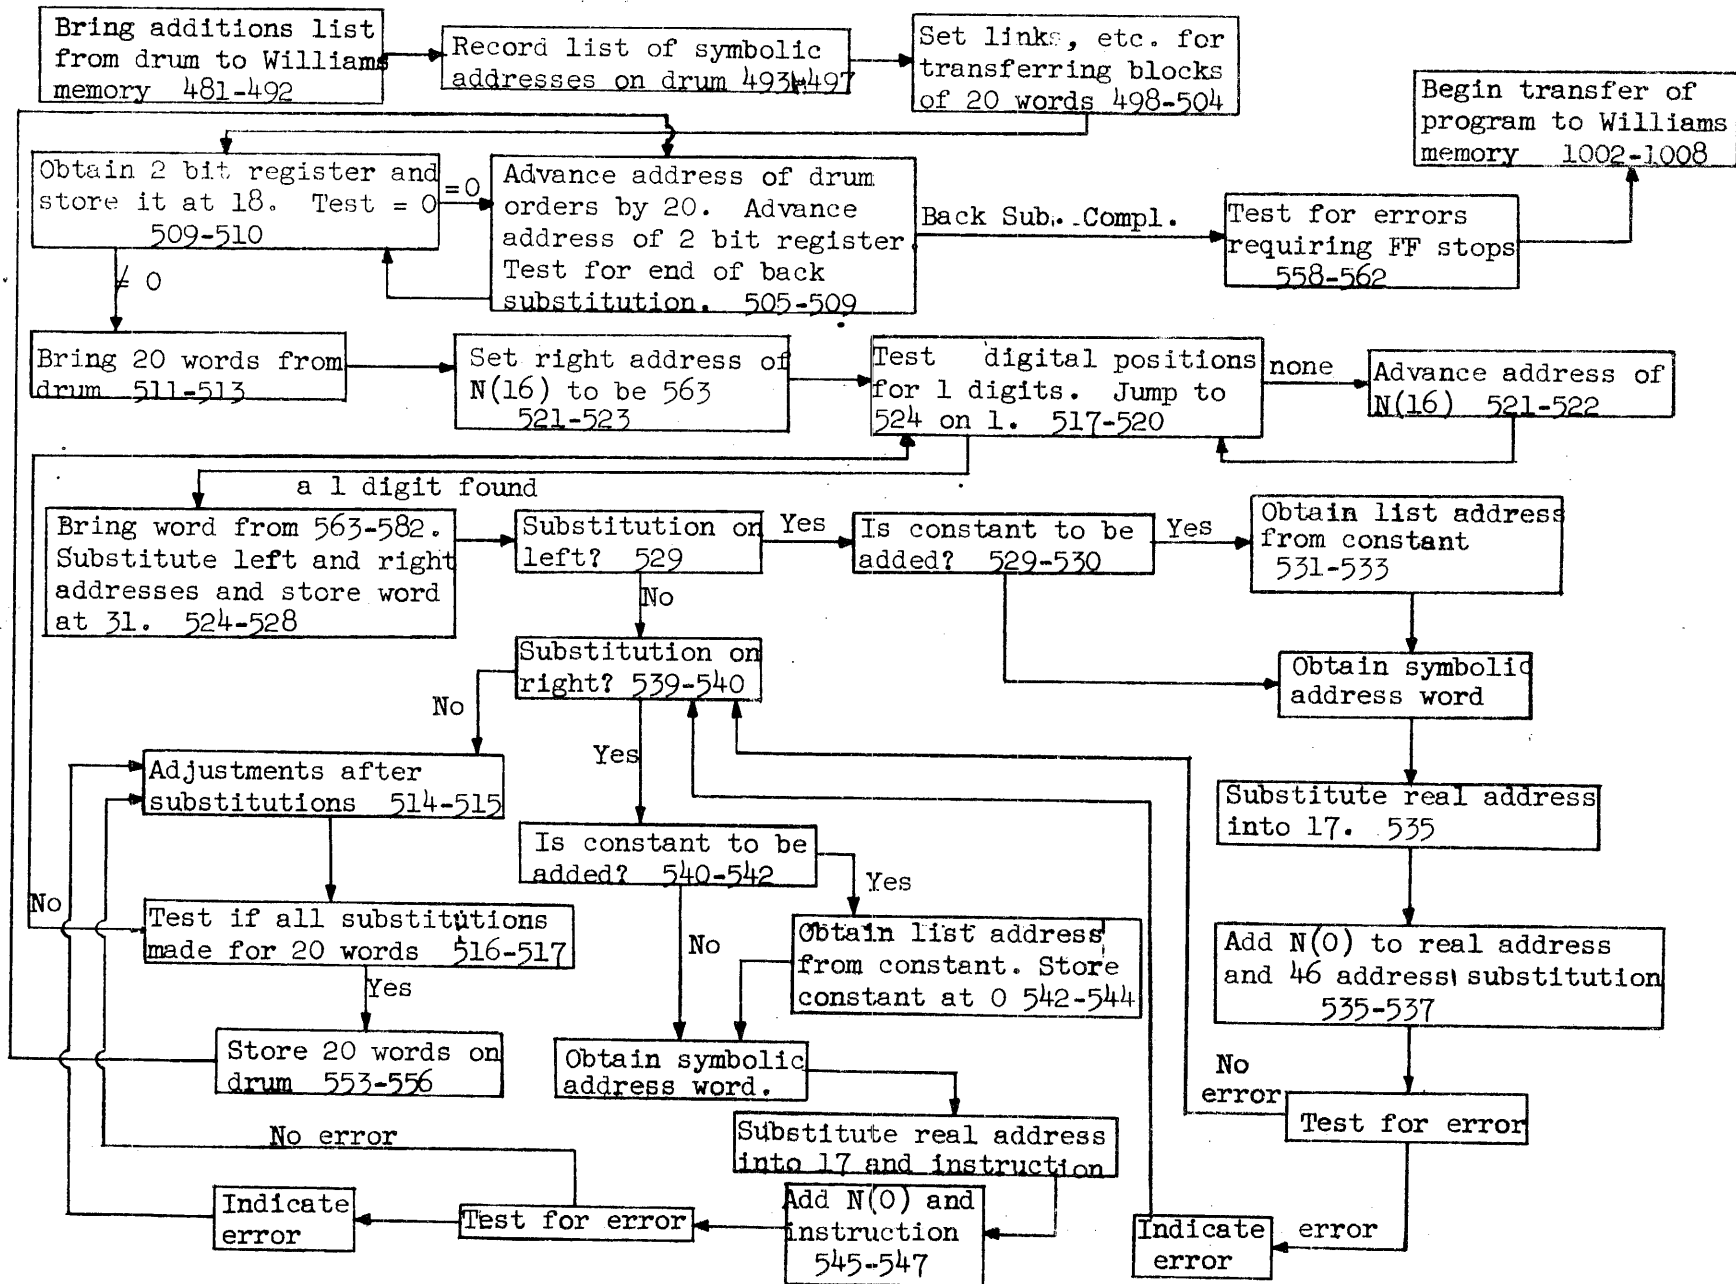 Bring additions list
from drum to Williams
memory 481-492
Record list of symbolic
addresses on drum 493-497
Set links, etc. for
transferring blocks
of 20 words 498-504
Begin transfer of
program to Williams
memory 1002-1008
Obtain 2 bit register and
store it at 18. Test = 0
509-510
=0
≠ 0
Advance address of drum
orders by 20. Advance
address of 2 bit register
Test for end of back
substitution. 505-509
Back Sub. Compl.
Test for errors
requiring FF stops
558-562
Bring 20 words from
drum 511-513
Set right address of
N(16) to be 563
521-523
Test digital positions
for 1 digits. Jump to
524 on 1. 517-520
none
Advance address of
N(16) 521-522
a 1 digit found
Bring word from 563-582.
Substitute left and right
addresses and store word
at 31. 524-528
Substitution on
left? 529
Yes
Is constant to be
added? 529-530
Yes
Obtain list address
from constant
531-533
No
Substitution on
right? 539-540
Obtain symbolic
address word
No
Yes
Adjustments after
substitutions 514-515
Substitute real address
into 17. 535
Is constant to be
added? 540-542
Yes
No
Test if all substitutions
made for 20 words 516-517
No
Obtain list address
from constant. Store
constant at 0 542-544
Add N(0) to real address
and 46 address substitution
535-537
Yes
Store 20 words on
drum 553-556
Obtain symbolic
address word.
No
error
Test for error
Substitute real address
into 17 and instruction
No error
Indicate
error
Test for error
Add N(0) and
instruction
545-547
Indicate
error
error